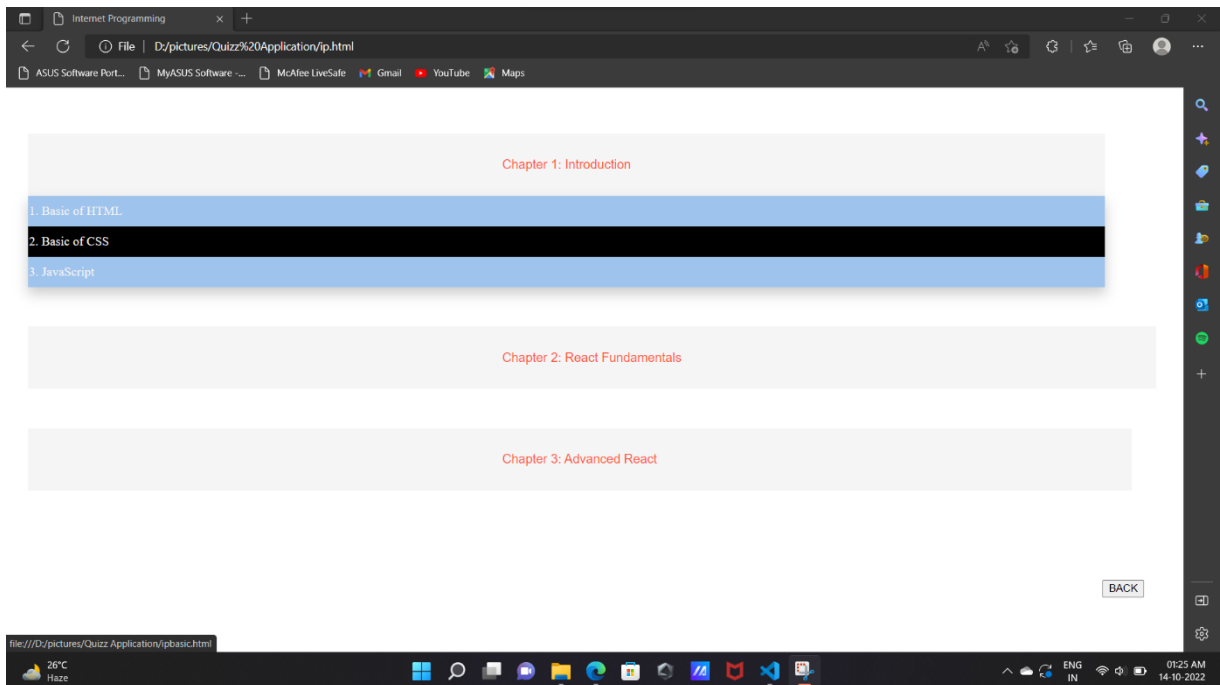 Internet Programming
File | D:/pictures/Quizz%20Application/ip.html
ASUS Software Port... MyASUS Software -... McAfee LiveSafe Gmail YouTube Maps
Chapter 1: Introduction
1. Basic of HTML
2. Basic of CSS
3. JavaScript
Chapter 2: React Fundamentals
Chapter 3: Advanced React
BACK
file:///D:/pictures/Quizz Application/ipbasic.html
26°C
Haze
ENG
IN
01:25 AM
14-10-2022